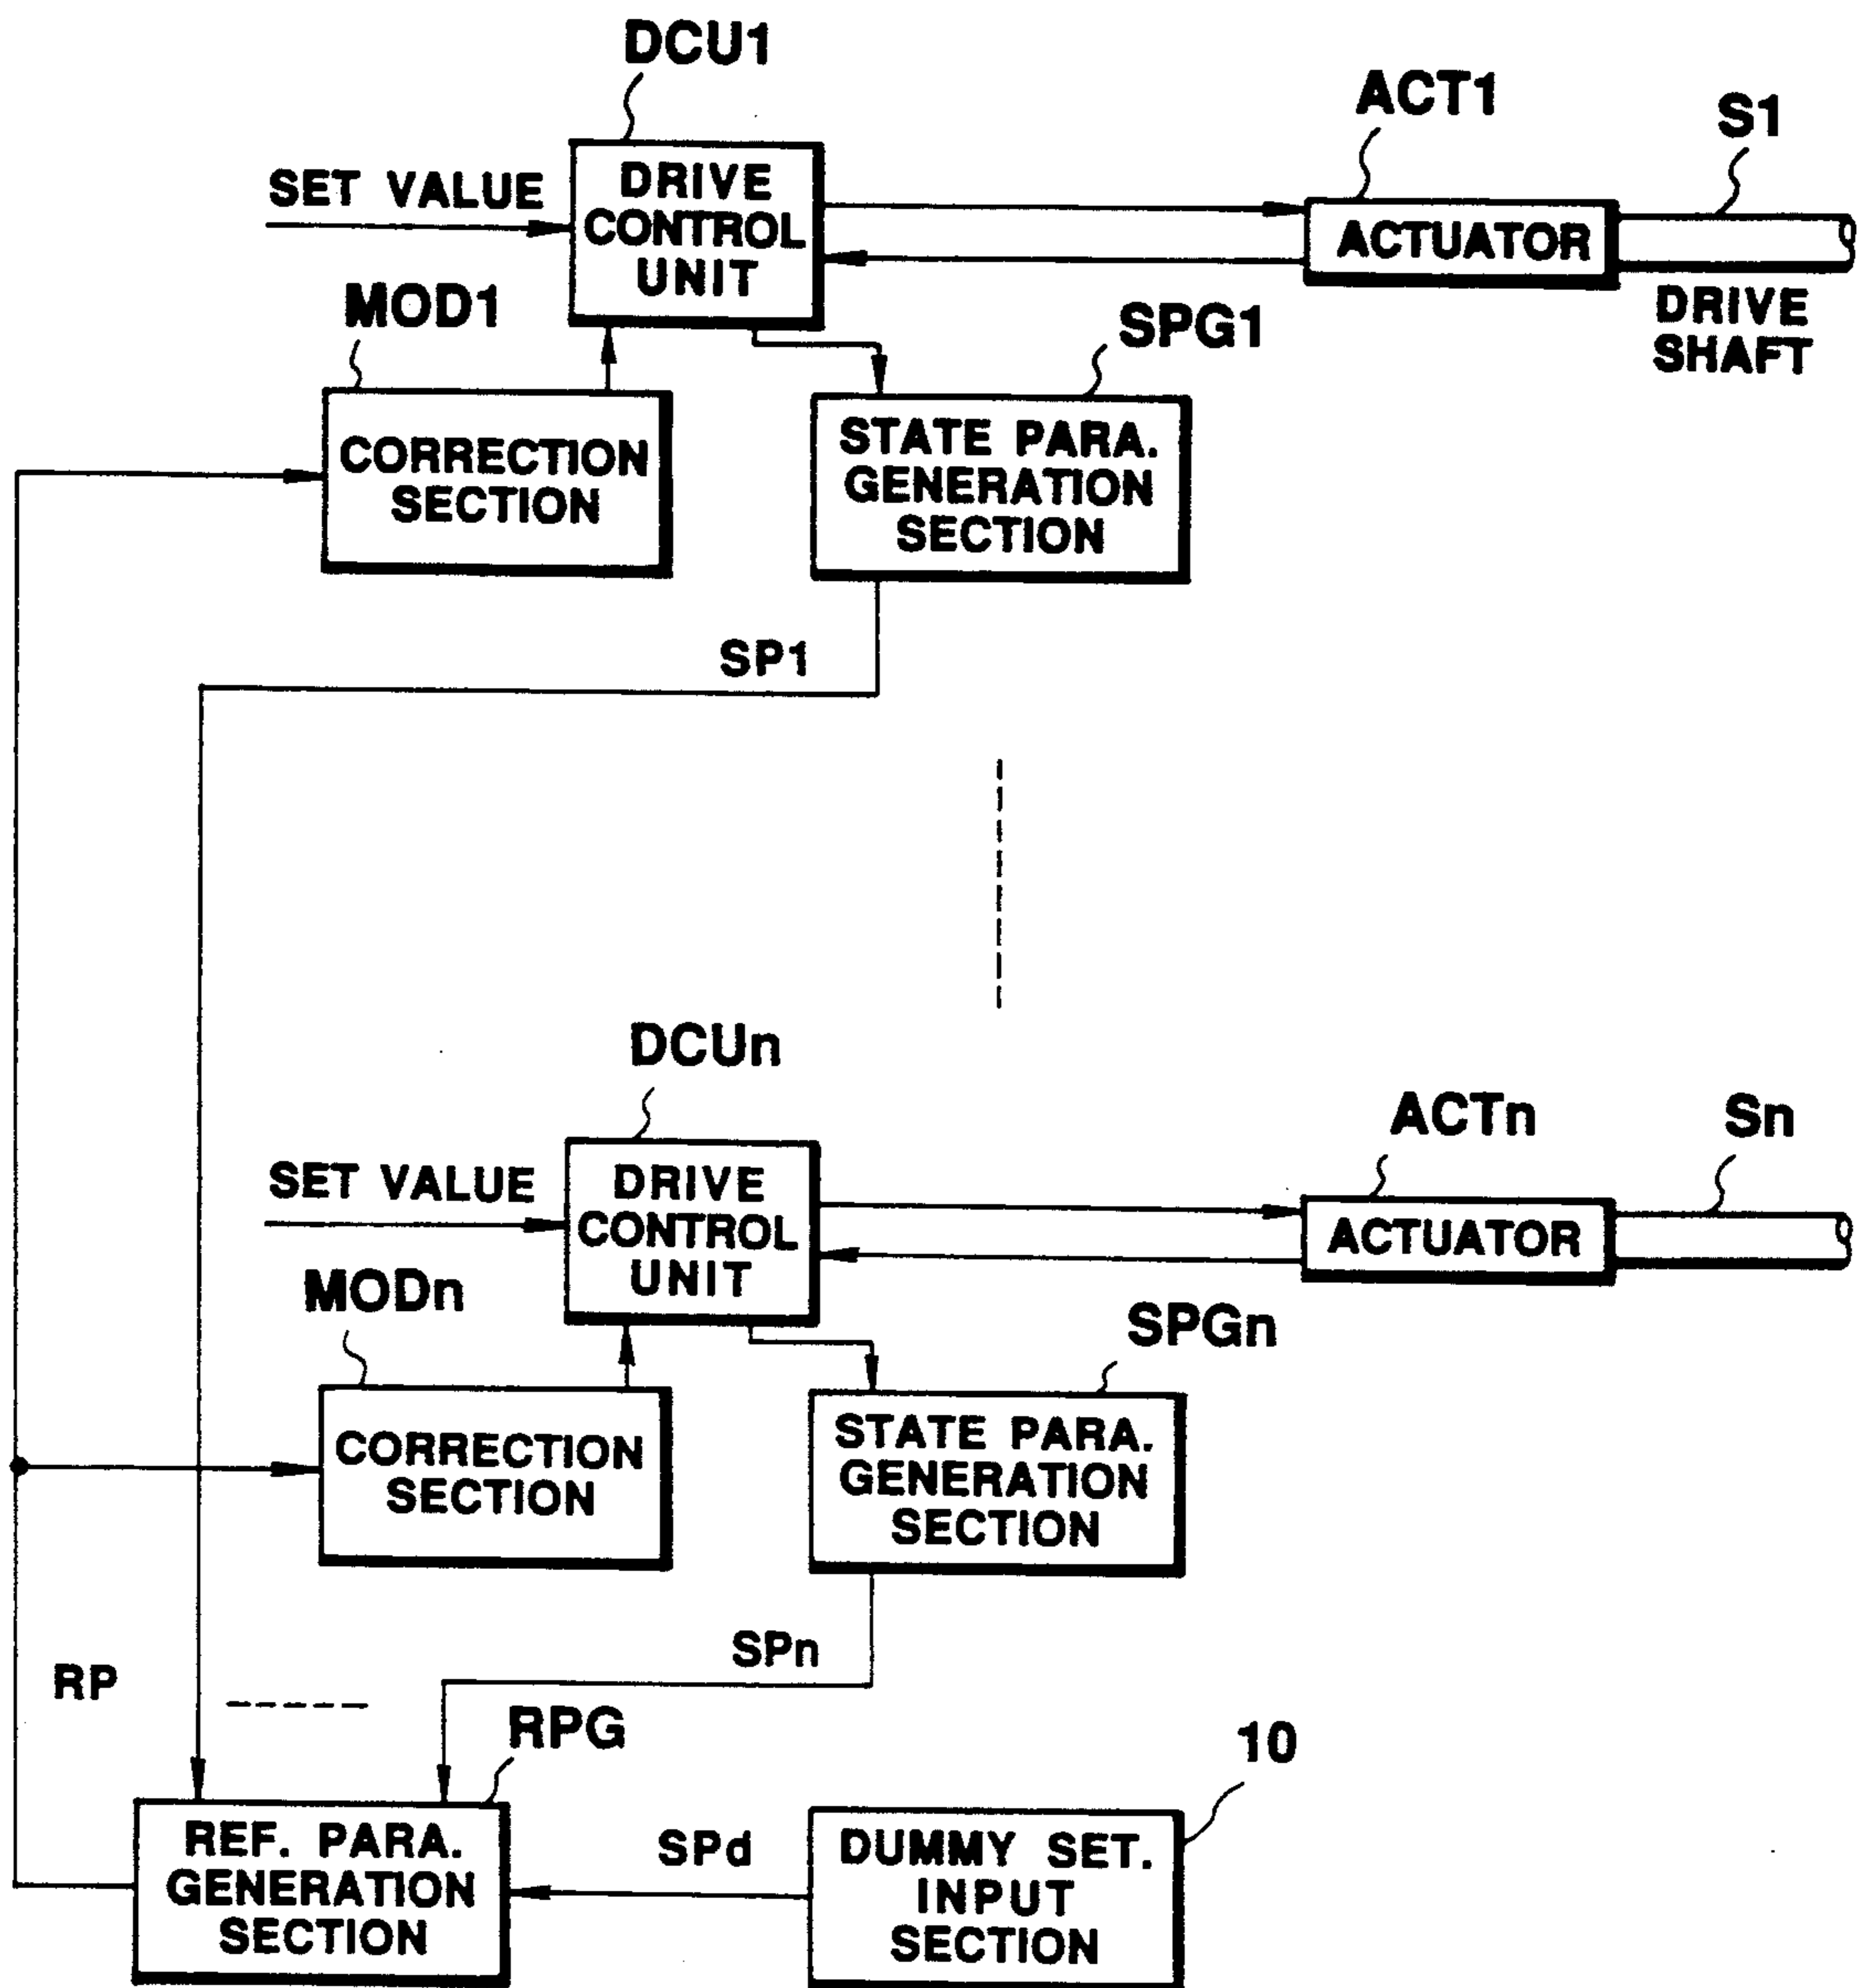 DCU1
ACT1
S1
SET VALUE
DRIVE
CONTROL
UNIT
ACTUATOR
DRIVE
SHAFT
MOD1
SPG1
CORRECTION
SECTION
STATE PARA.
GENERATION
SECTION
SP1
DCUn
ACTn
Sn
SET VALUE
DRIVE
CONTROL
UNIT
ACTUATOR
MODn
SPGn
CORRECTION
SECTION
STATE PARA.
GENERATION
SECTION
SPn
RP
RPG
10
REF. PARA.
GENERATION
SECTION
SPd
DUMMY SET.
INPUT
SECTION